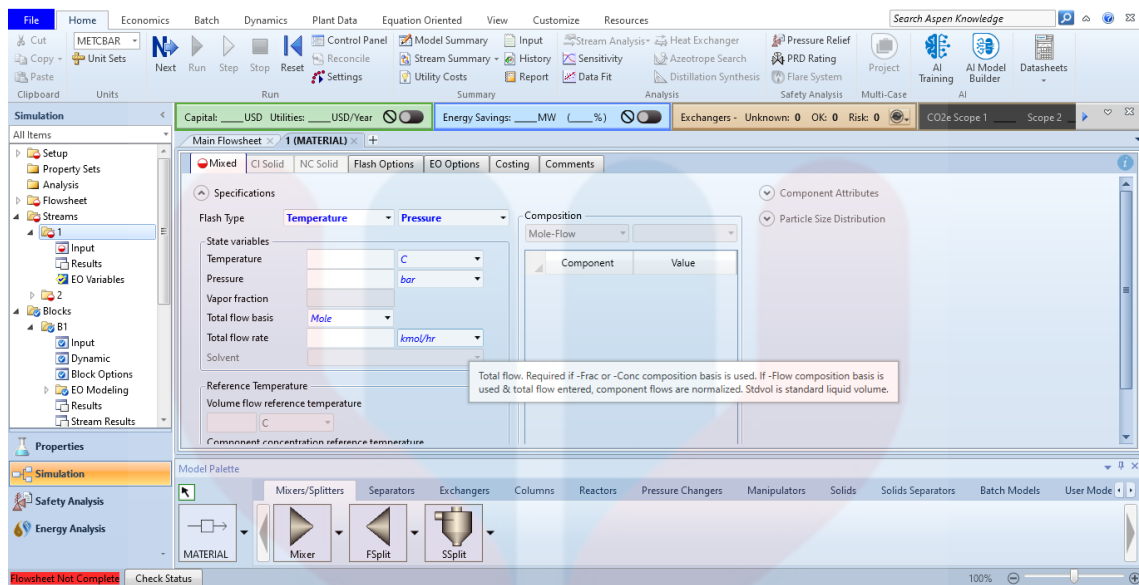 File Home Economics Batch Dynamics Plant Data Equation Oriented View Customize Resources Search Aspen Knowledge
Cut METCBAR Control Panel Model Summary Input Stream Analysis Heat Exchanger Pressure Relief
Copy Unit Sets Next Run Step Stop Reset Reconcile Stream Summary History Sensitivity Azeotrope Search PRD Rating Project AI Training AI Model Builder Datasheets
Paste Settings Utility Costs Report Data Fit Distillation Synthesis Flare System
Clipboard Units Run Summary Analysis Safety Analysis Multi-Case AI
Simulation < Capital: ____USD Utilities: ____USD/Year Energy Savings: ____MW (____%) Exchangers - Unknown: 0 OK: 0 Risk: 0 CO2e Scope 1 ____ Scope 2 __
All Items
Main Flowsheet × 1 (MATERIAL) × +
Setup
Property Sets
Analysis
Flowsheet
Streams
1
Input
Results
EO Variables
2
Blocks
B1
Input
Dynamic
Block Options
EO Modeling
Results
Stream Results
Properties
Simulation
Safety Analysis
Energy Analysis
Mixed CI Solid NC Solid Flash Options EO Options Costing Comments
Specifications
Flash Type Temperature Pressure
State variables
Temperature C
Pressure bar
Vapor fraction
Total flow basis Mole
Total flow rate kmol/hr
Solvent
Reference Temperature
Volume flow reference temperature
C
Component concentration reference temperature
Composition
Mole-Flow
Component Value
Component Attributes
Particle Size Distribution
Total flow. Required if -Frac or -Conc composition basis is used. If -Flow composition basis is
used & total flow entered, component flows are normalized. Stdvol is standard liquid volume.
Model Palette
Mixers/Splitters Separators Exchangers Columns Reactors Pressure Changers Manipulators Solids Solids Separators Batch Models User Mode
MATERIAL Mixer FSplit SSplit
Flowsheet Not Complete Check Status 100%